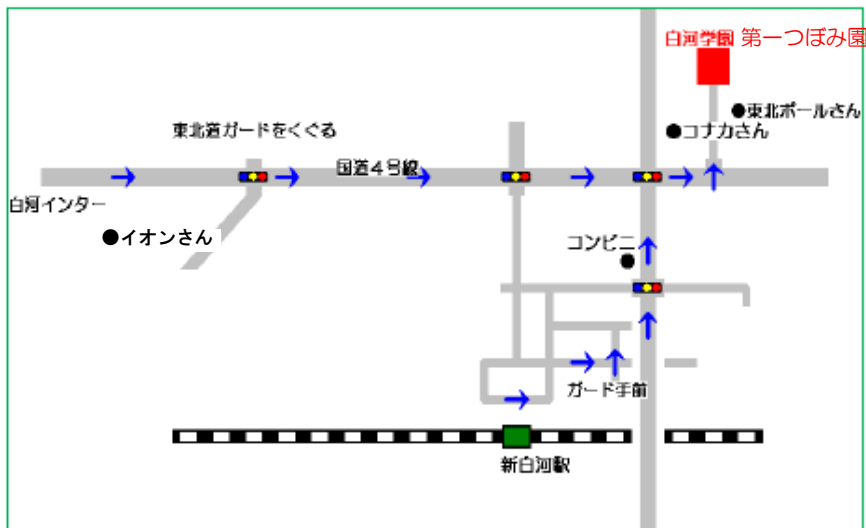 白河学園 第一つぼみ園
●東北ポールさん
●コナカさん
東北道ガードをくぐる
国道4号線
白河インター
●イオンさん
コンビニ
ガード手前
新白河駅